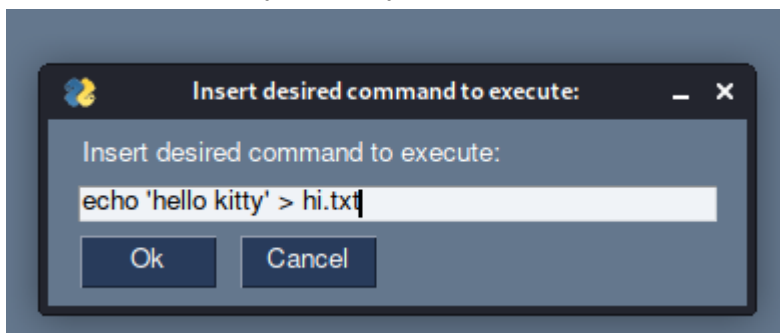 Insert desired command to execute:
Insert desired command to execute:
echo 'hello kitty' > hi.txt
Ok Cancel